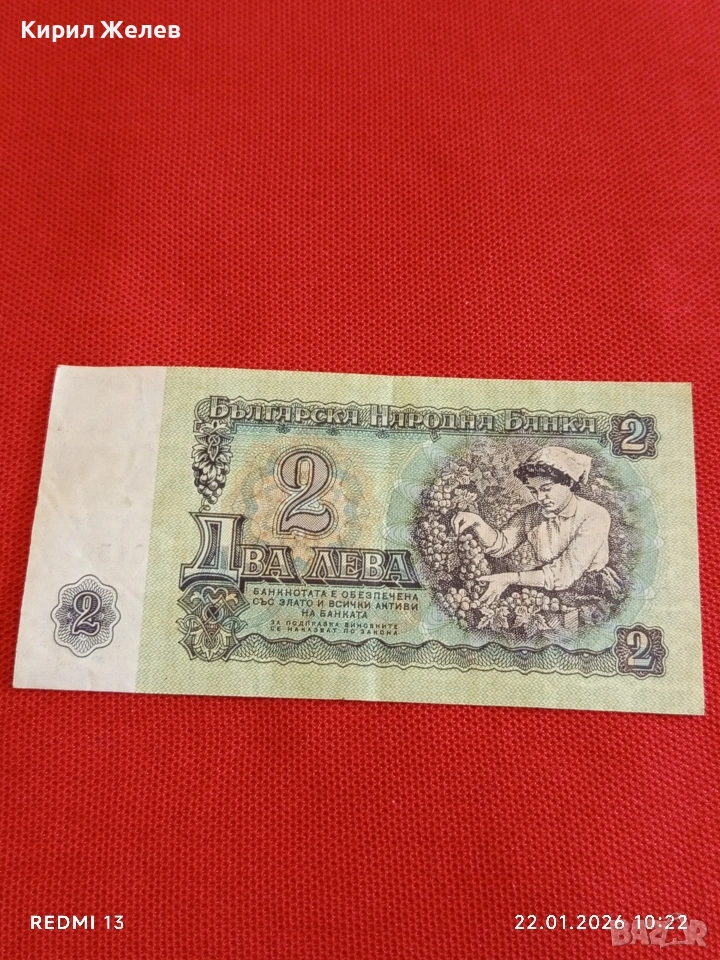 Кирил Желев
БЪЛГАРСКА НАРОДНА БАНКА
2
2
ДВА ЛЕВА
БАНКНОТАТА Е ОБЕЗПЕЧЕНА
СЪС ЗЛАТО И ВСИЧКИ АКТИВИ
НА БАНКАТА
ЗА ПОДПРАВКА ВИНОВНИТЕ
СЕ НАКАЗВАТ ПО ЗАКОНА
2
2
REDMI 13
22.01.2026 10:22
BAZAR